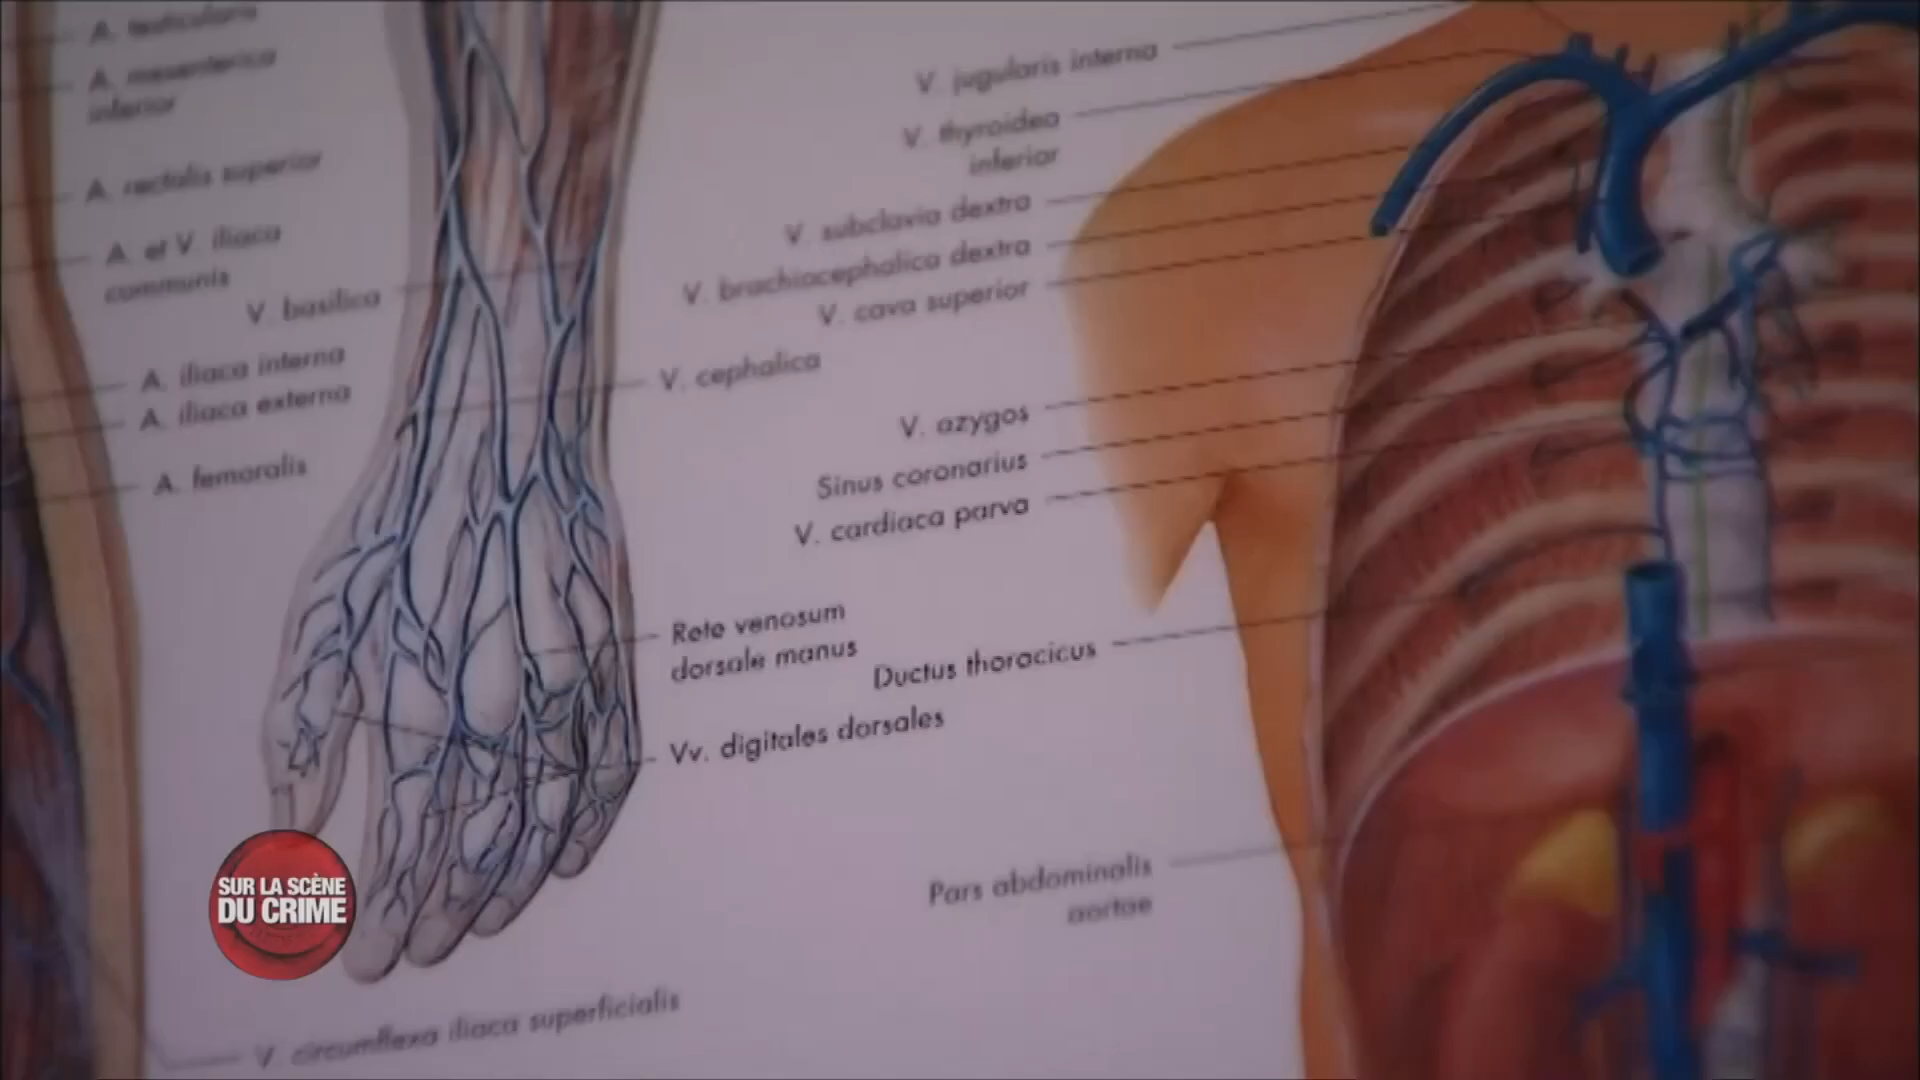 A. testicularis
A. mesenterica
inferior
A. rectalis superior
A. et V. iliaca
communis
V. basilica
A. iliaca interna
A. iliaca externa
A. femoralis
V. cephalica
Rete venosum
dorsale manus
Vv. digitales dorsales
V. circumflexa iliaca superficialis
V. jugularis interna
V. thyroidea
inferior
V. subclavia dextra
V. brachiocephalica dextra
V. cava superior
V. azygos
Sinus coronarius
V. cardiaca parva
Ductus thoracicus
Pars abdominalis
aortae
SUR LA SCÈNE
DU CRIME